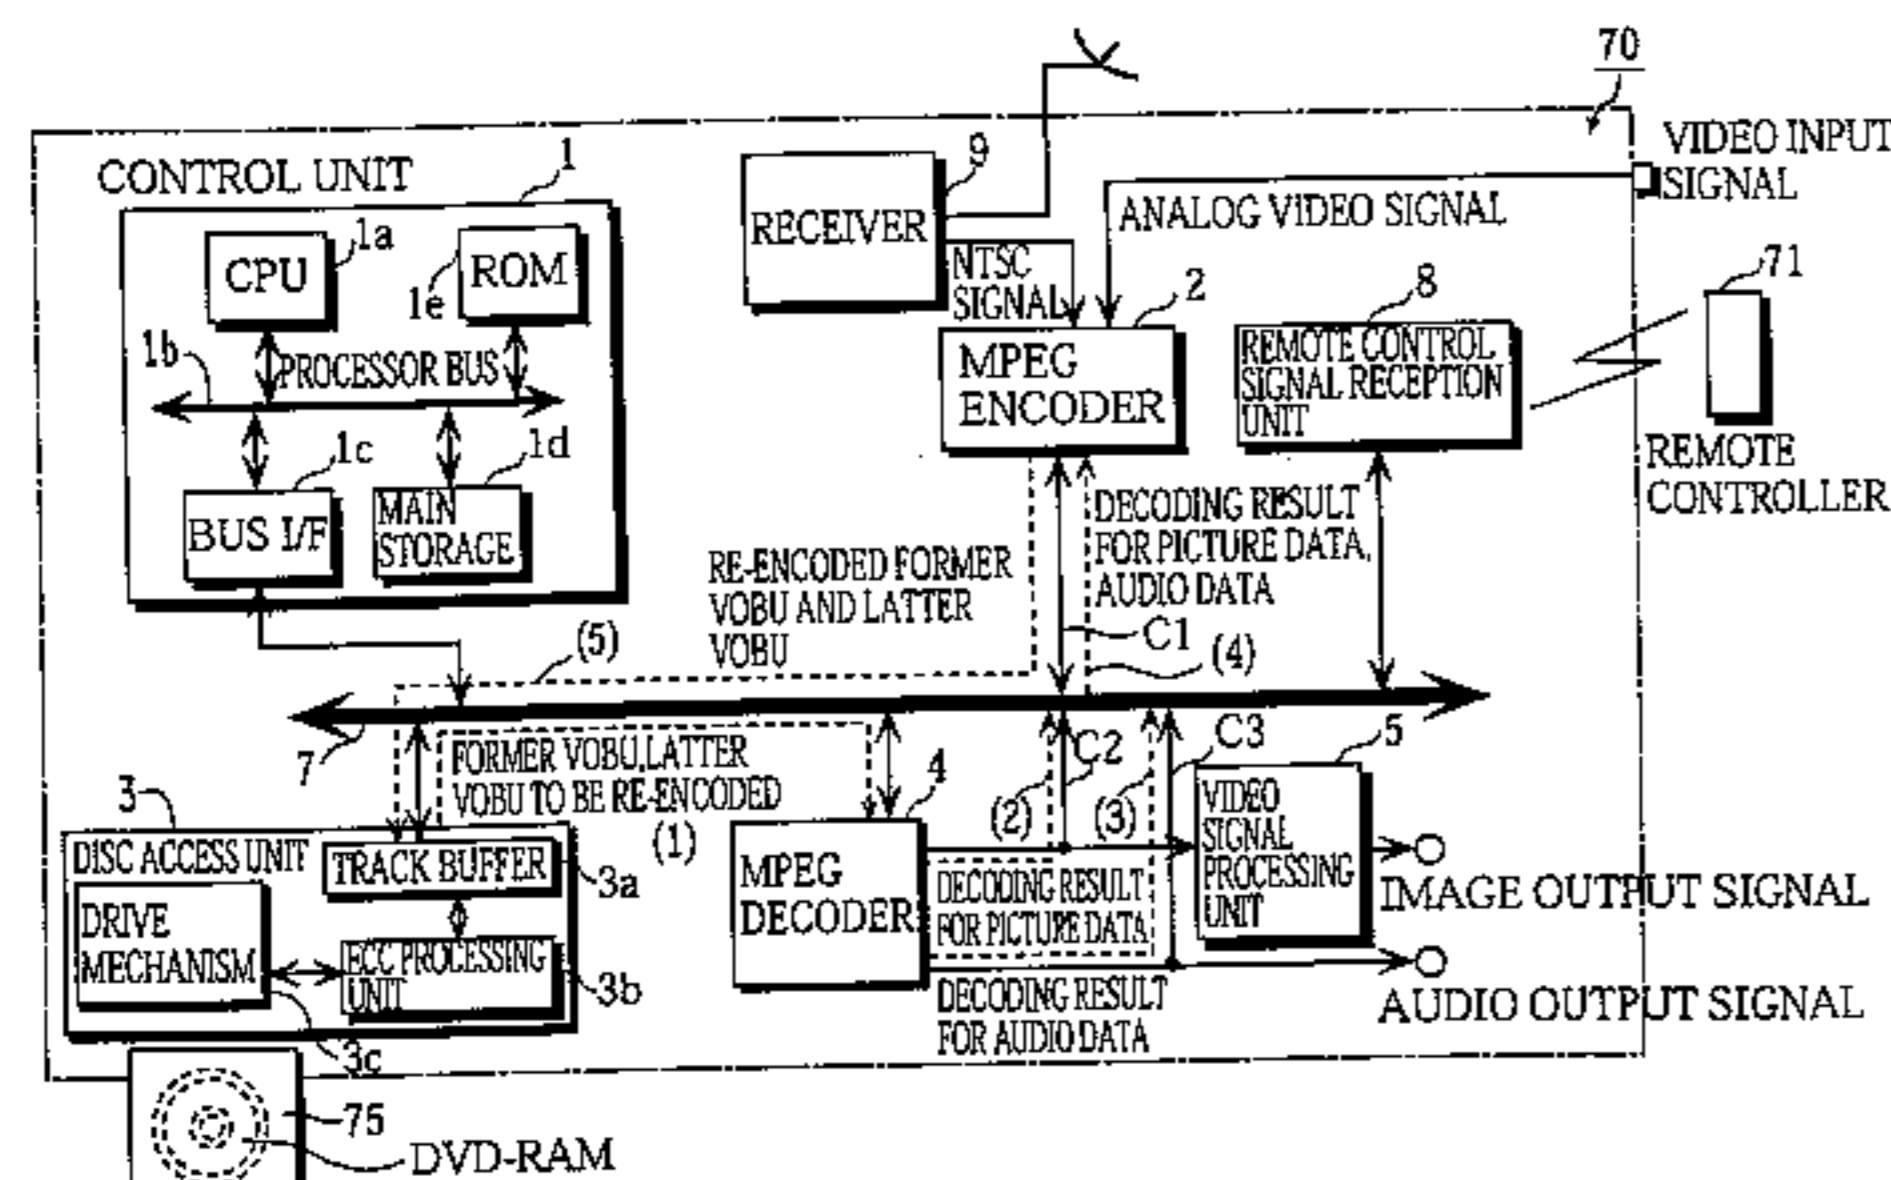 70
VIDEO INPUT
SIGNAL
CONTROL UNIT
1
9
RECEIVER
ANALOG VIDEO SIGNAL
CPU
1a
1e
ROM
NTSC
SIGNAL
2
8
71
1b
PROCESSOR BUS
MPEG
ENCODER
REMOTE CONTROL
SIGNAL RECEPTION
UNIT
REMOTE
CONTROLLER
1c
1d
BUS I/F
MAIN
STORAGE
DECODING RESULT
FOR PICTURE DATA,
AUDIO DATA
RE-ENCODED FORMER
VOBU AND LATTER
VOBU
C1
(4)
(5)
7
FORMER VOBU,LATTER
VOBU TO BE RE-ENCODED
(1)
4
(2)
C2
(3)
C3
5
3
DISC ACCESS UNIT
TRACK BUFFER
3a
DRIVE
MECHANISM
ECC PROCESSING
UNIT
3b
3c
MPEG
DECODER
DECODING RESULT
FOR PICTURE DATA
DECODING RESULT
FOR AUDIO DATA
VIDEO
SIGNAL
PROCESSING
UNIT
IMAGE OUTPUT SIGNAL
AUDIO OUTPUT SIGNAL
75
DVD-RAM